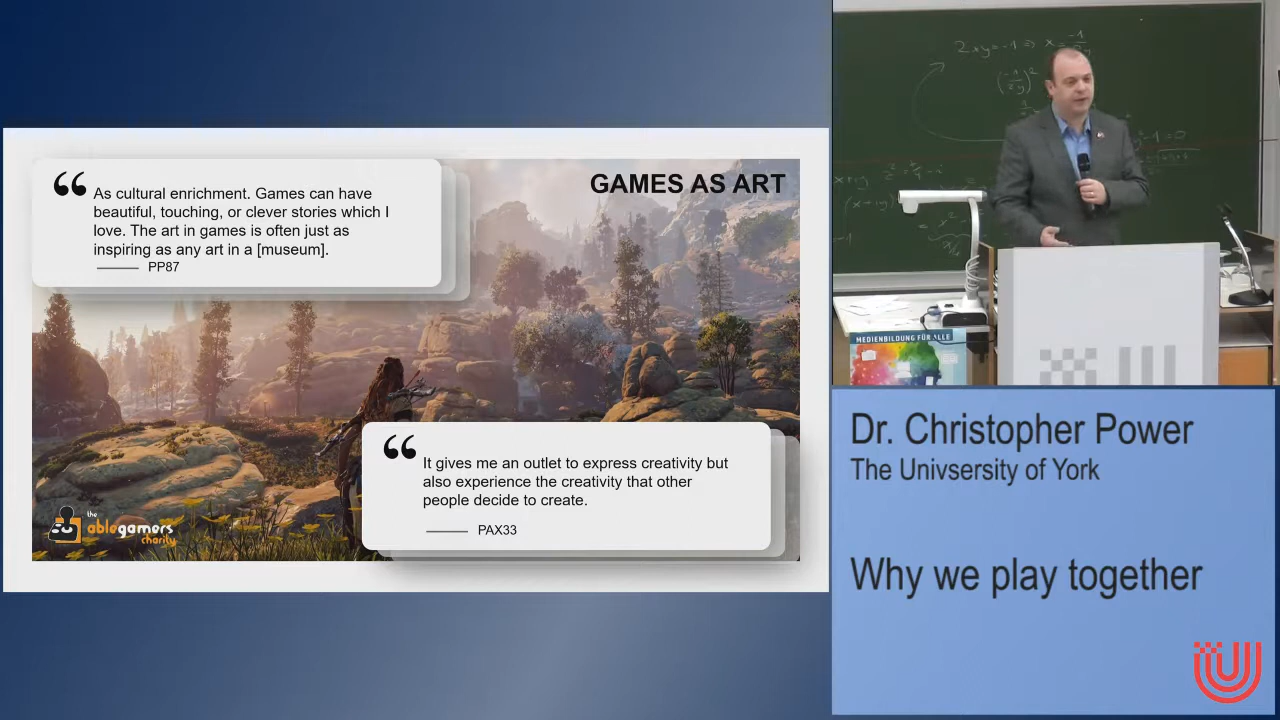 GAMES AS ART
“ As cultural enrichment. Games can have
beautiful, touching, or clever stories which I
love. The art in games is often just as
inspiring as any art in a [museum].
PP87
“ It gives me an outlet to express creativity but
also experience the creativity that other
people decide to create.
PAX33
the
ablegamers
charity
2xy=-1 ⇒ x=
MEDIENBILDUNG FÜR ALLE
Dr. Christopher Power
The Univsersity of York
Why we play together